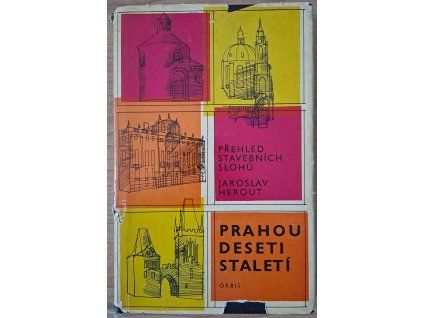 PŘEHLED
STAVEBNÍCH
SLOHŮ
JAROSLAV
HEROUT
PRAHOU
DESETI
STALETÍ
ORBIS